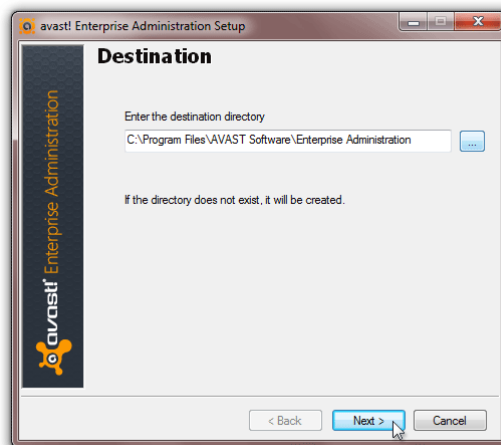 avast! Enterprise Administration Setup
Destination
Enter the destination directory
C:\Program Files\AVAST Software\Enterprise Administration
...
If the directory does not exist, it will be created.
avast! Enterprise Administration
< Back
Next >
Cancel